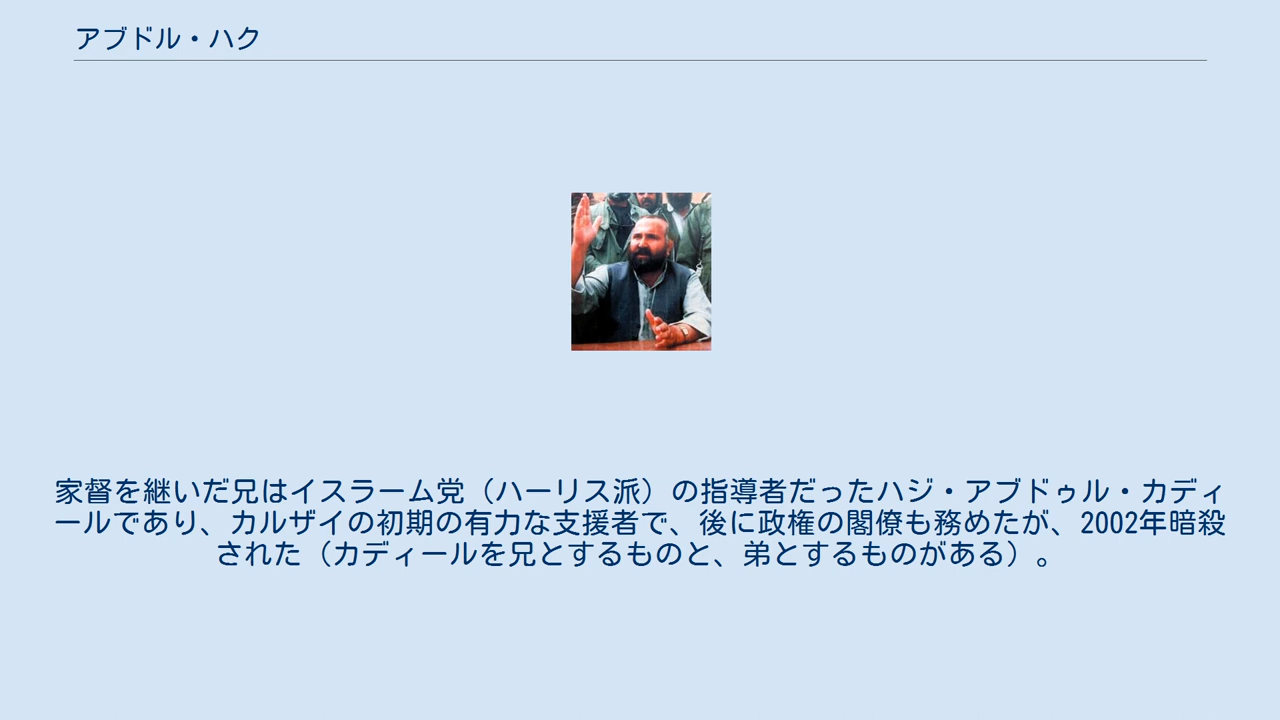 アブドル・ハク
家督を継いだ兄はイスラーム党（ハーリス派）の指導者だったハジ・アブドゥル・カディ
ールであり、カルザイの初期の有力な支援者で、後に政権の閣僚も務めたが、2002年暗殺
された（カディールを兄とするものと、弟とするものがある）。